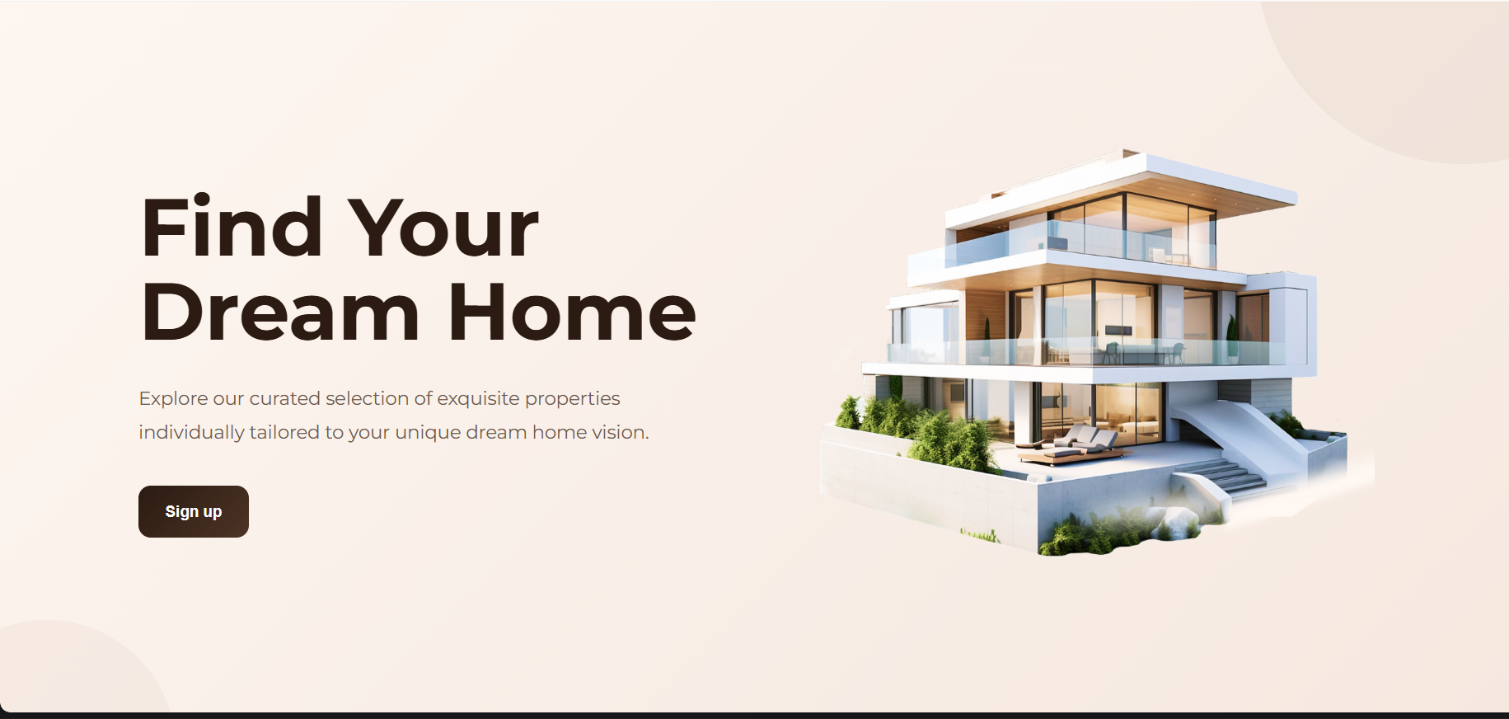 Find Your
Dream Home
Explore our curated selection of exquisite properties
individually tailored to your unique dream home vision.
Sign up